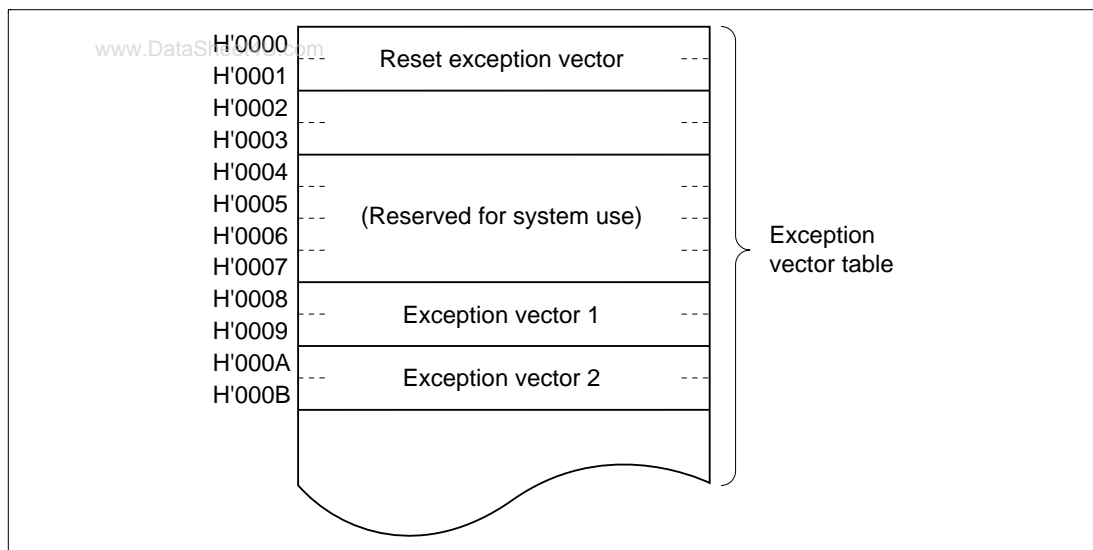 www.DataSheet4U.com
H'0000
Reset exception vector
H'0001
H'0002
H'0003
H'0004
H'0005
(Reserved for system use)
H'0006
H'0007
Exception
vector table
H'0008
Exception vector 1
H'0009
H'000A
Exception vector 2
H'000B